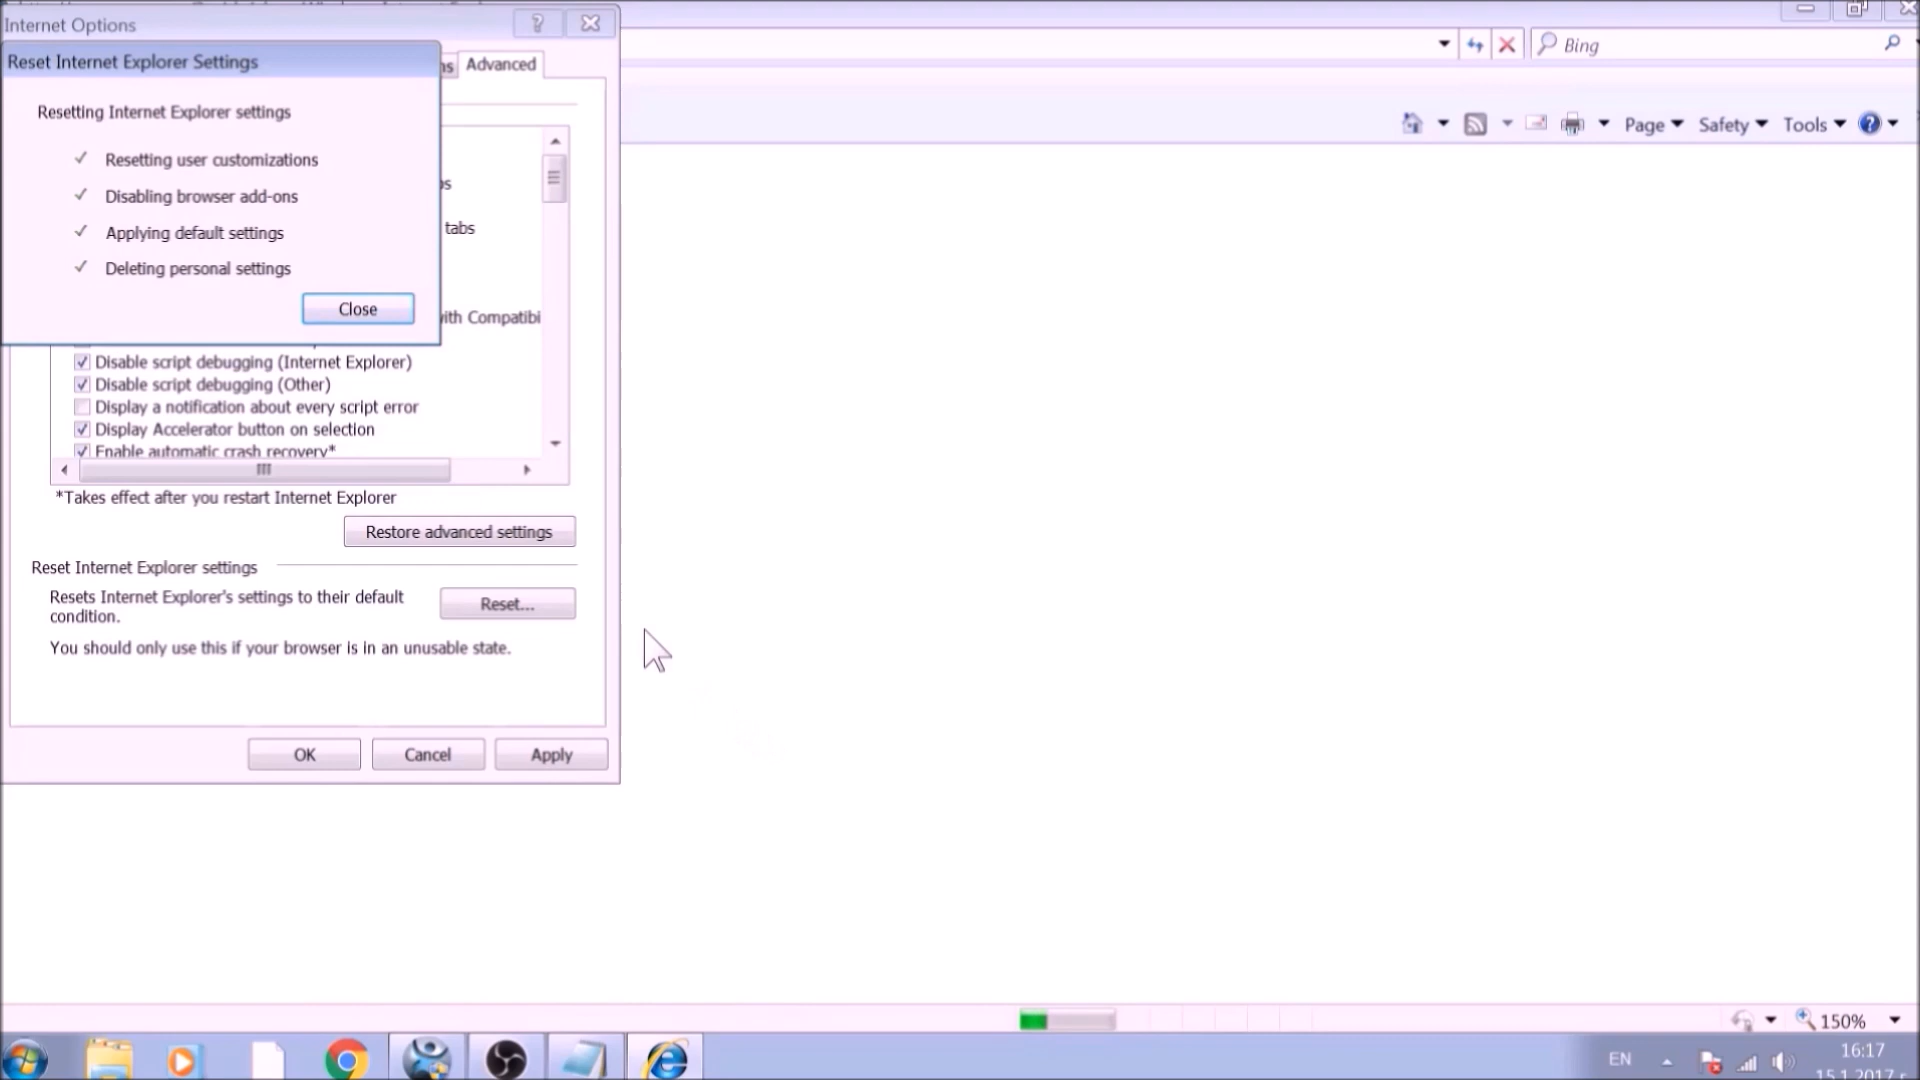 Internet Options
Bing
Reset Internet Explorer Settings
Advanced
Resetting Internet Explorer settings
Page
Safety
Tools
Resetting user customizations
Disabling browser add-ons
tabs
Applying default settings
Deleting personal settings
Close
ith Compatibi
Disable script debugging (Internet Explorer)
Disable script debugging (Other)
Display a notification about every script error
Display Accelerator button on selection
Enable automatic crash recovery*
*Takes effect after you restart Internet Explorer
Restore advanced settings
Reset Internet Explorer settings
Resets Internet Explorer's settings to their default
condition.
Reset...
You should only use this if your browser is in an unusable state.
OK
Cancel
Apply
150%
EN
16:17
15.1.2017 г.